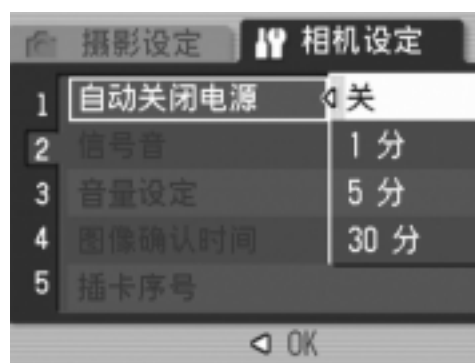 摄影设定 相机设定
1 自动关闭电源 关
2 信号音 1 分
3 音量设定 5 分
4 图像确认时间 30 分
5 插卡序号
OK